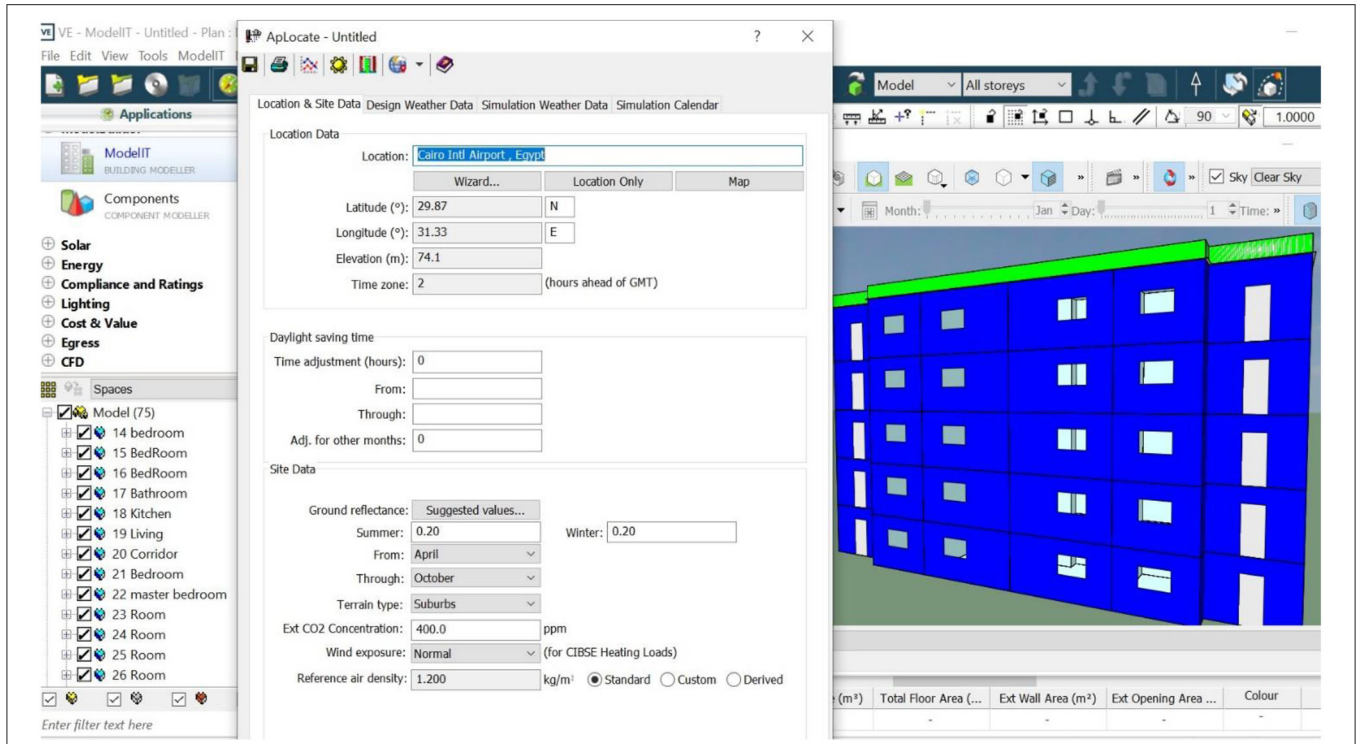 VE - ModelIT - Untitled - Plan :
File Edit View Tools ModelIT
Applications
ModelIT
BUILDING MODELLER
Components
COMPONENT MODELLER
Solar
Energy
Compliance and Ratings
Lighting
Cost & Value
Egress
CFD
Spaces
Model (75)
14 bedroom
15 BedRoom
16 BedRoom
17 Bathroom
18 Kitchen
19 Living
20 Corridor
21 Bedroom
22 master bedroom
23 Room
24 Room
25 Room
26 Room
Enter filter text here
ApLocate - Untitled
Location & Site Data Design Weather Data Simulation Weather Data Simulation Calendar
Location Data
Location: Cairo Intl Airport , Egypt
Wizard... Location Only Map
Latitude (°): 29.87 N
Longitude (°): 31.33 E
Elevation (m): 74.1
Time zone: 2 (hours ahead of GMT)
Daylight saving time
Time adjustment (hours): 0
From:
Through:
Adj. for other months: 0
Site Data
Ground reflectance: Suggested values...
Summer: 0.20 Winter: 0.20
From: April
Through: October
Terrain type: Suburbs
Ext CO2 Concentration: 400.0 ppm
Wind exposure: Normal (for CIBSE Heating Loads)
Reference air density: 1.200 kg/m³ Standard Custom Derived
Model All storeys
90 1.0000
Sky Clear Sky
Month: Jan Day: 1 Time: »
(m³) Total Floor Area (... Ext Wall Area (m²) Ext Opening Area ... Colour
- - - -